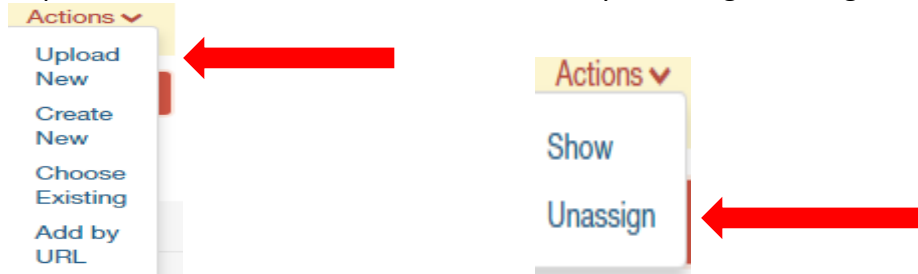 Actions
Upload
New
Create
New
Choose
Existing
Add by
URL
Actions
Show
Unassign